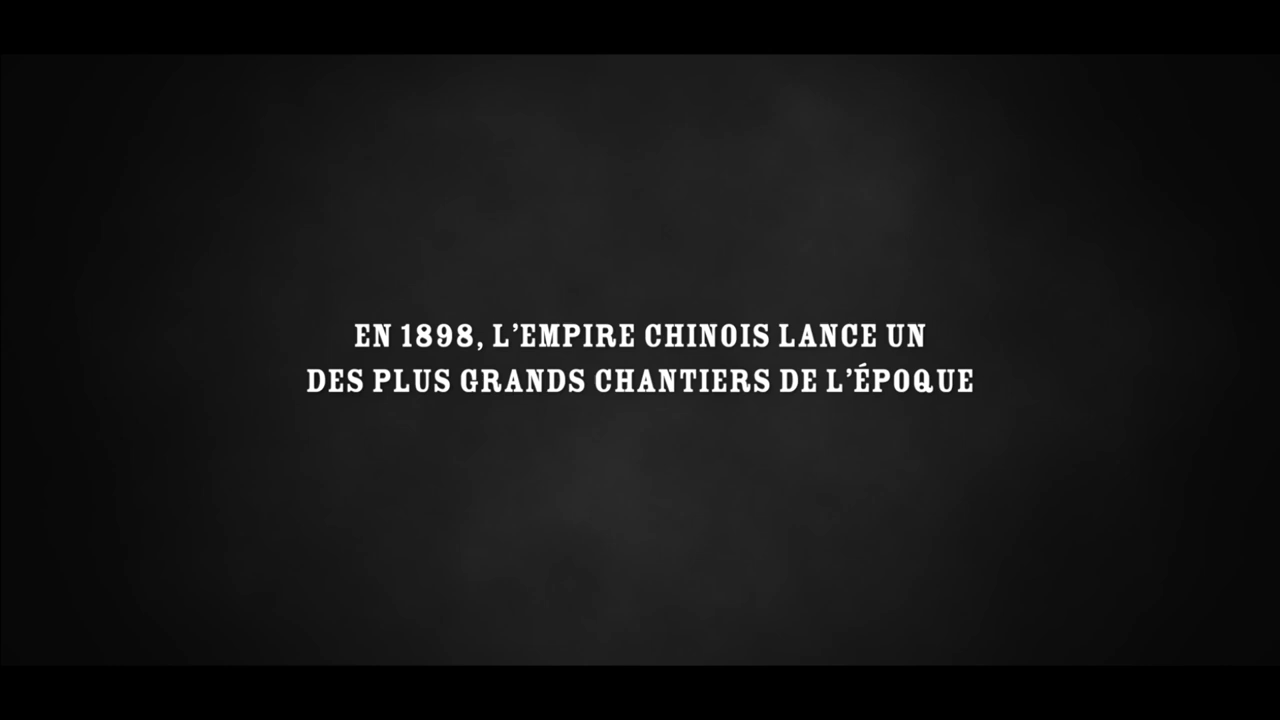 EN 1898, L’EMPIRE CHINOIS LANCE UN
DES PLUS GRANDS CHANTIERS DE L’ÉPOQUE